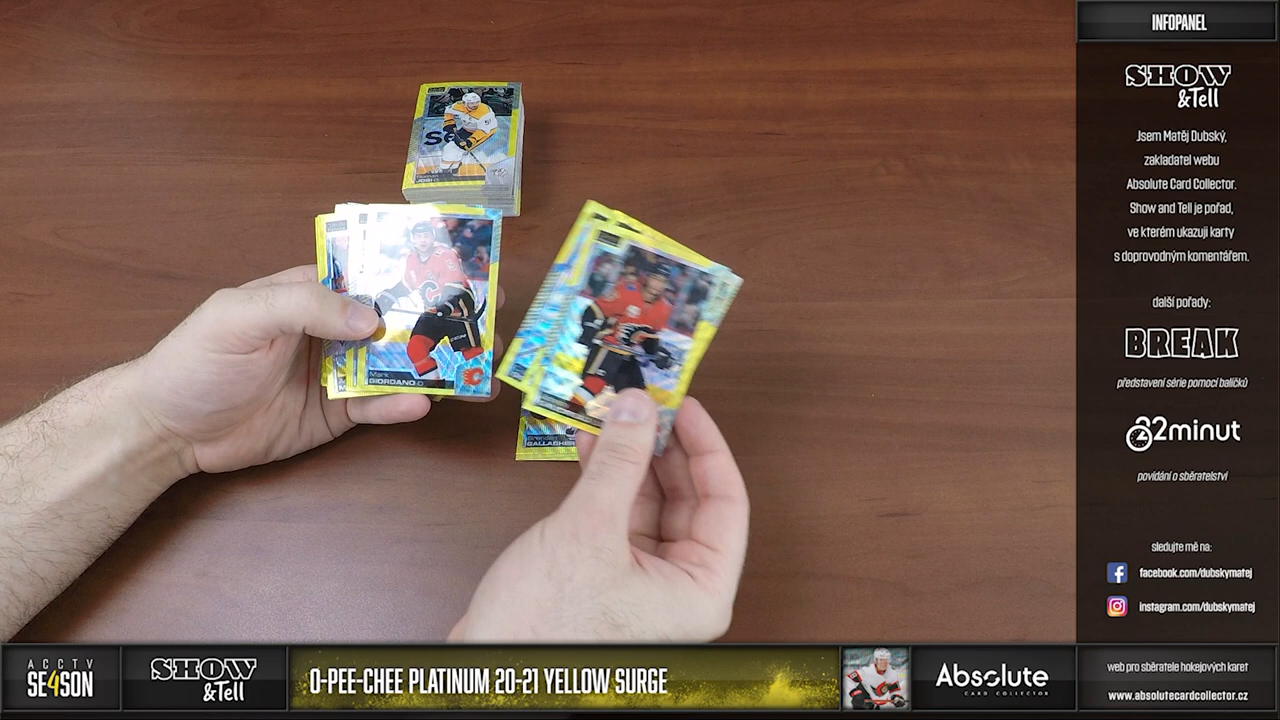 INFOPANEL
SHOW
&Tell
Jsem Matěj Dubský,
zakladatel webu
Absolute Card Collector.
Show and Tell je pořad,
ve kterém ukazuji karty
s doprovodným komentářem.
další pořady:
BREAK
představení série pomocí balíčků
22minut
povídání o sběratelství
sledujte mě na:
facebook.com/dubskymatej
instagram.com/dubskymatej
JOSI
Mark
GIORDANO
Brendan
GALLAGHER
ACCTV
SE4SON
SHOW
&Tell
O-PEE-CHEE PLATINUM 20-21 YELLOW SURGE
Absolute
CARD COLLECTOR
web pro sběratele hokejových karet
www.absolutecardcollector.cz